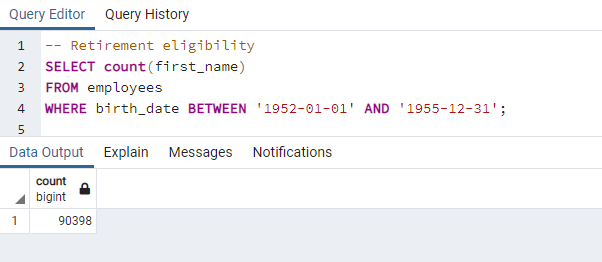 Query Editor Query History
1 -- Retirement eligibility
2 SELECT count(first_name)
3 FROM employees
4 WHERE birth_date BETWEEN '1952-01-01' AND '1955-12-31';
5
Data Output Explain Messages Notifications
count
bigint
1 90398